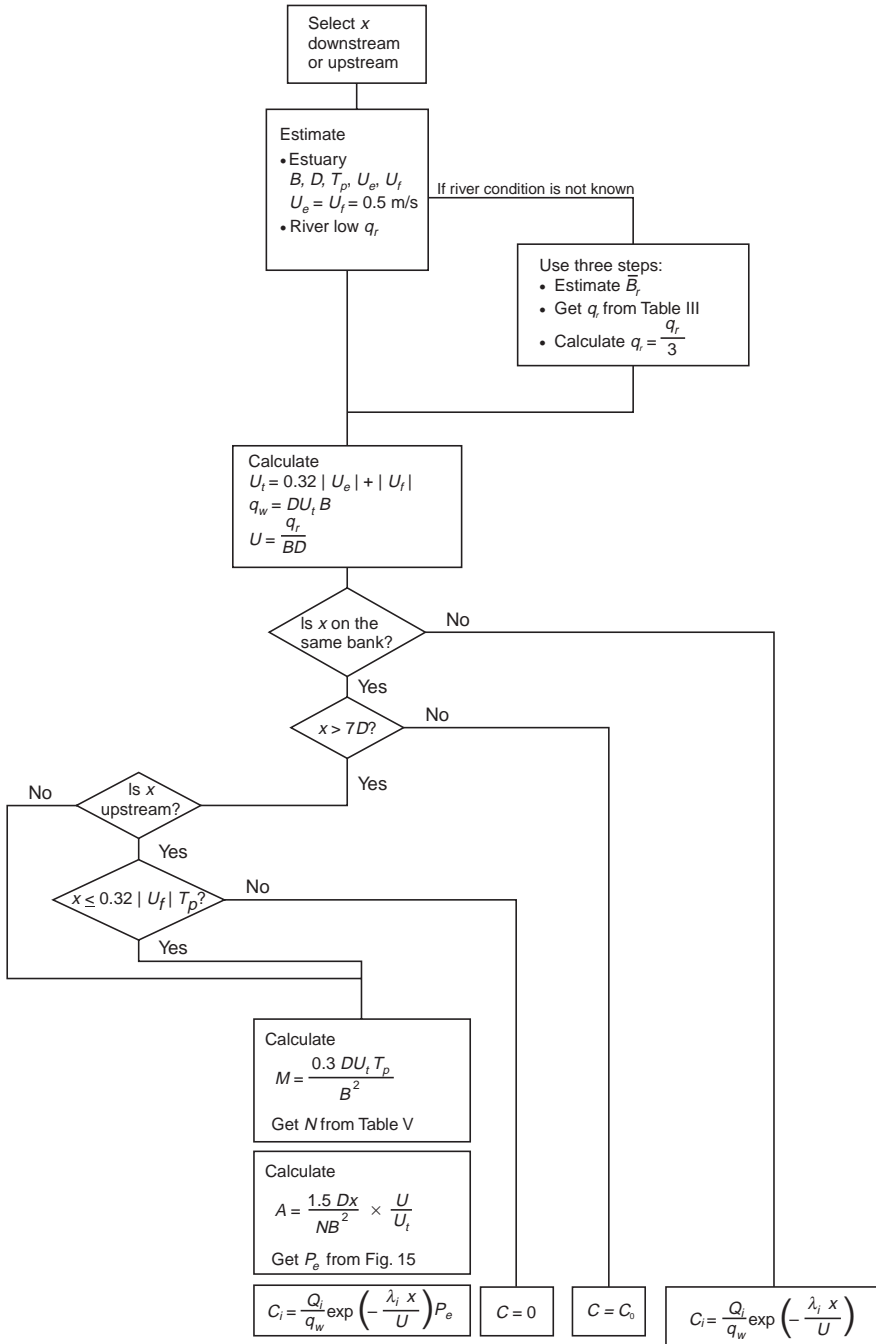 Select x
downstream
or upstream
Estimate
• Estuary
B, D, T_p, U_e, U_f
U_e = U_f = 0.5 m/s
• River low q_r
If river condition is not known
Use three steps:
• Estimate B̅_r
• Get q_r from Table III
• Calculate q_r = q_r / 3
Calculate
U_t = 0.32 | U_e | + | U_f |
q_w = DU_t B
U = q_r / BD
Is x on the
same bank?
No
Yes
x > 7D?
No
Yes
Is x
upstream?
No
Yes
x ≤ 0.32 | U_f | T_p?
No
Yes
Calculate
M = 0.3 DU_t T_p / B^2
Get N from Table V
Calculate
A = 1.5 Dx / NB^2 × U / U_t
Get P_e from Fig. 15
C_i = Q_i / q_w exp (− λ_i x / U) P_e
C = 0
C = C_0
C_i = Q_i / q_w exp (− λ_i x / U)